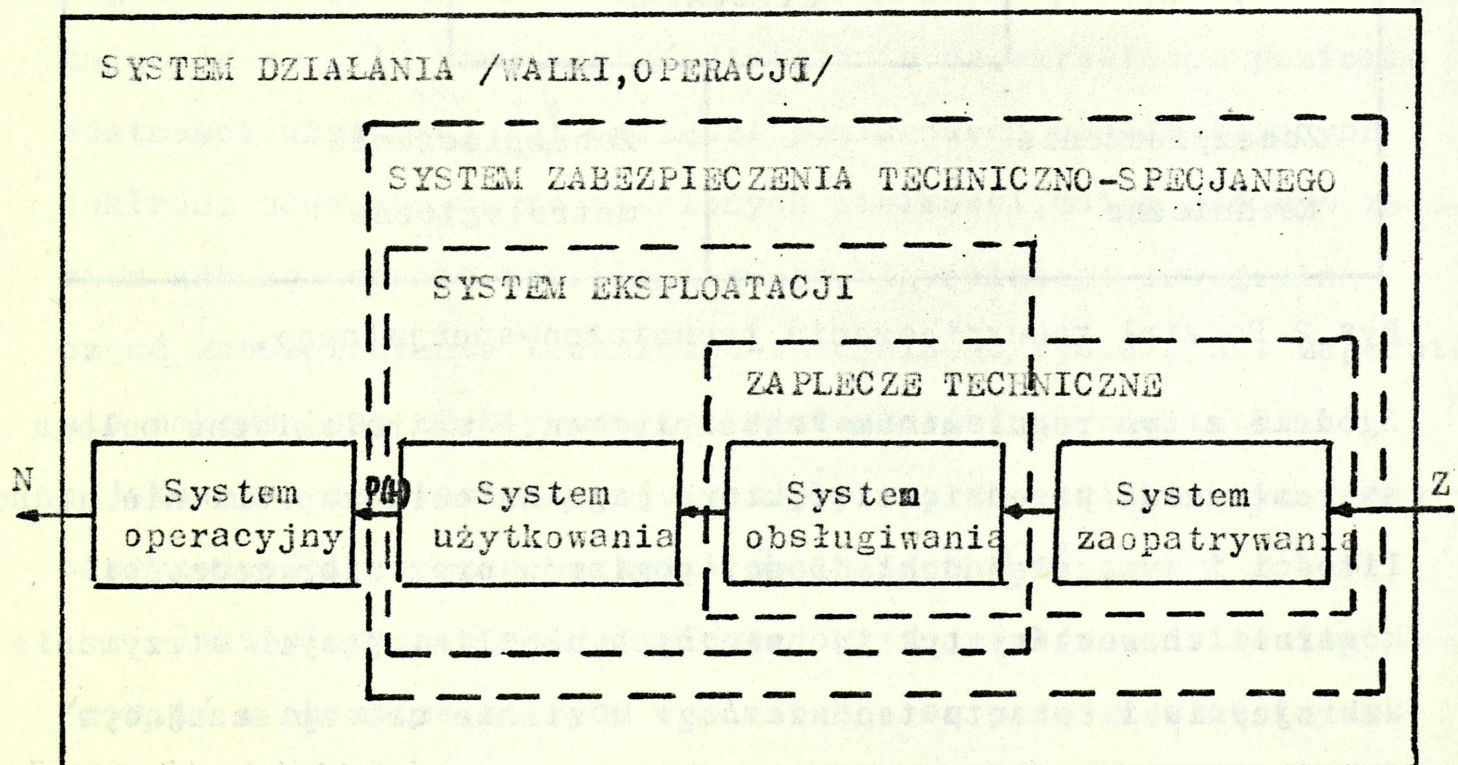 SYSTEM DZIAŁANIA /WALKI,OPERACJI/
SYSTEM ZABEZPIECZENIA TECHNICZNO-SPECJANEGO
SYSTEM EKSPLOATACJI
ZAPLECZE TECHNICZNE
N
System
operacyjny
System
użytkowania
System
obsługiwania
System
zaopatrywania
Z